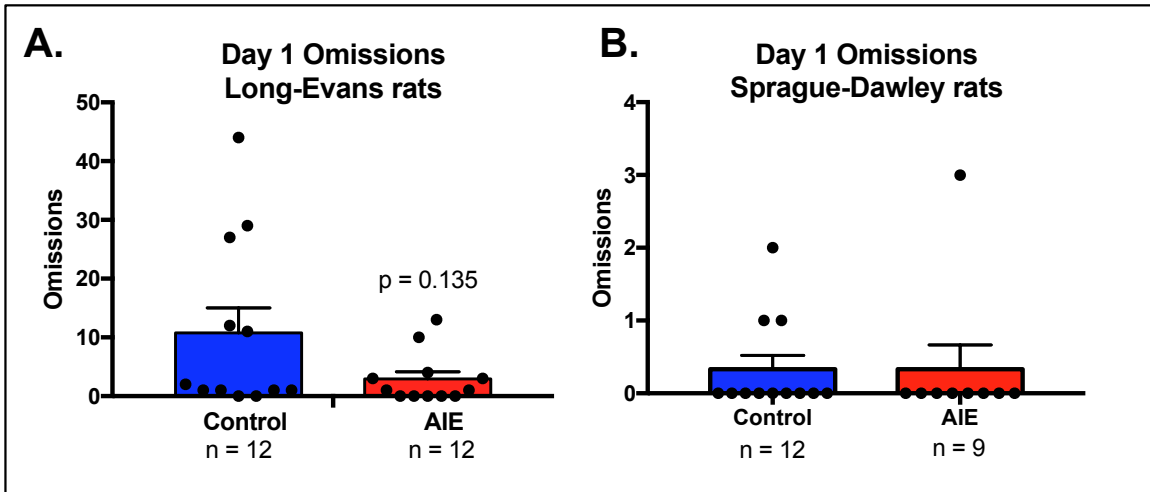 A.
Day 1 Omissions
Long-Evans rats
Omissions
50
40
30
20
10
0
p = 0.135
Control
AIE
n = 12
n = 12
B.
Day 1 Omissions
Sprague-Dawley rats
Omissions
4
3
2
1
0
Control
AIE
n = 12
n = 9